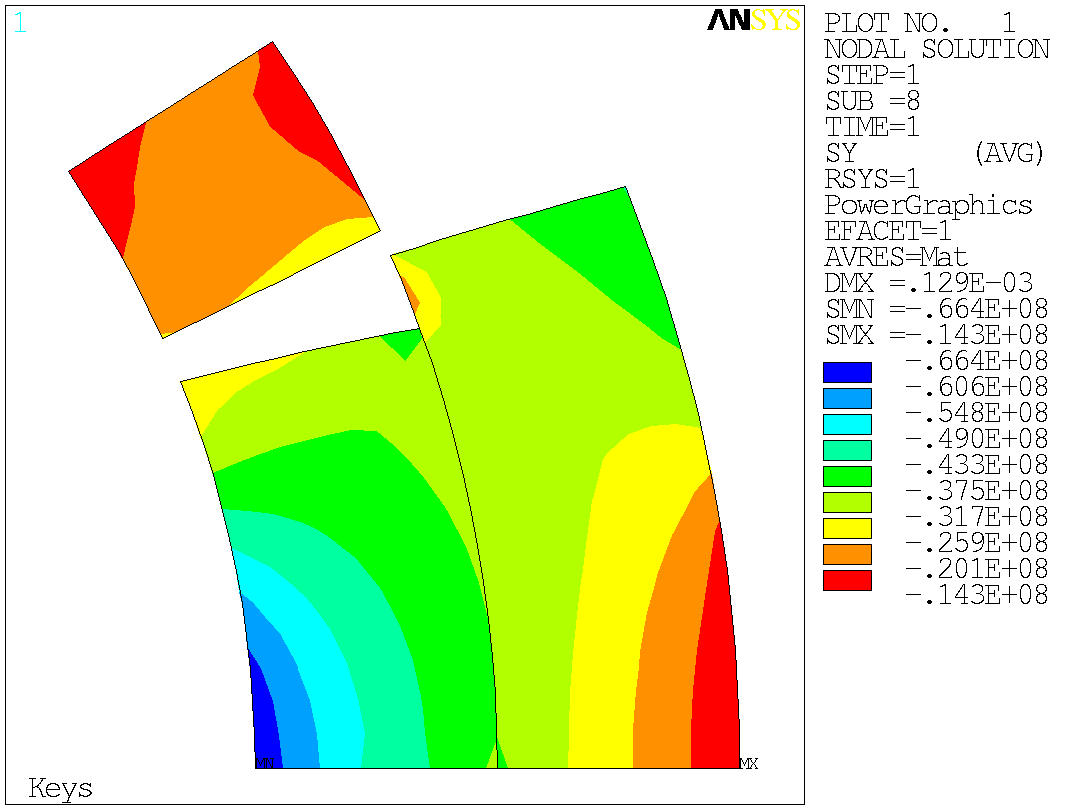 1
ANSYS
PLOT NO.   1
NODAL SOLUTION
STEP=1
SUB =8
TIME=1
SY        (AVG)
RSYS=1
PowerGraphics
EFACET=1
AVRES=Mat
DMX =.129E-03
SMN =-.664E+08
SMX =-.143E+08
-.664E+08
-.606E+08
-.548E+08
-.490E+08
-.433E+08
-.375E+08
-.317E+08
-.259E+08
-.201E+08
-.143E+08
MN
MX
Keys